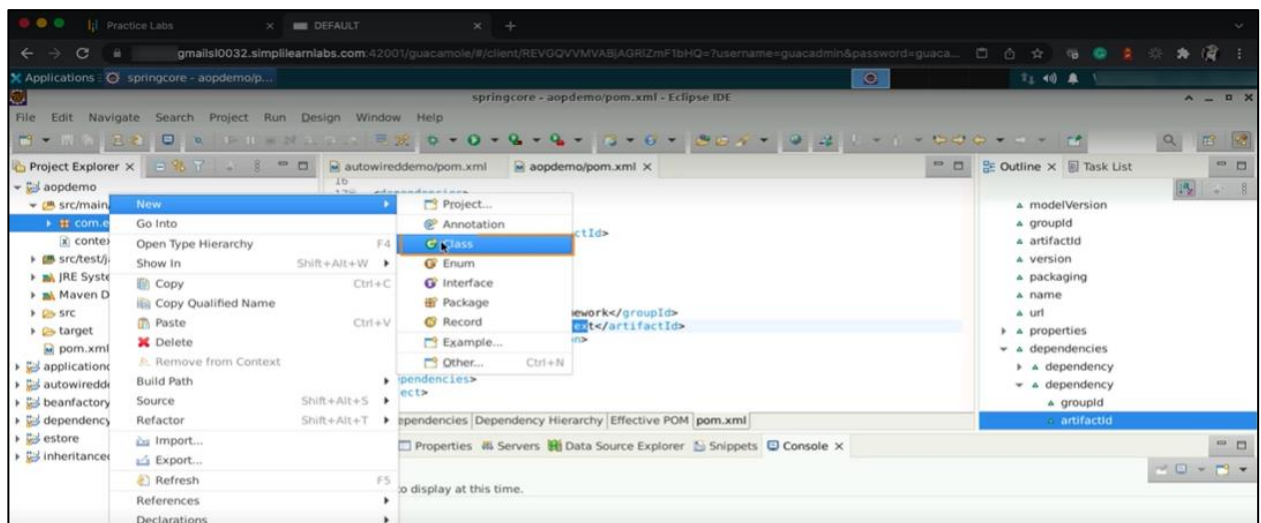 Practice Labs
DEFAULT
gmailsl0032.simplilearnlabs.com:42001/guacamole/#/client/REVGQVVMVABjAGRlZmF1bHQ=?username=guacadmin&password=guaca...
Applications
springcore - aopdemo/p...
springcore - aopdemo/pom.xml - Eclipse IDE
File Edit Navigate Search Project Run Design Window Help
Project Explorer
autowireddemo/pom.xml
aopdemo/pom.xml
Outline
Task List
aopdemo
src/main
com.e
conte
src/test/j
JRE Syste
Maven D
src
target
pom.xml
application
autowiredde
beanfactory
dependency
estore
inheritance
New
Go Into
Open Type Hierarchy F4
Show In Shift+Alt+W
Copy Ctrl+C
Copy Qualified Name
Paste Ctrl+V
Delete
Remove from Context
Build Path
Source Shift+Alt+S
Refactor Shift+Alt+T
Import...
Export...
Refresh F5
References
Declarations
Project...
Annotation
Class
Enum
Interface
Package
Record
Example...
Other... Ctrl+N
16
<dependencies>
ctId>
ework</groupId>
ext</artifactId>
on>
pendencies>
ect>
ependencies Dependency Hierarchy Effective POM pom.xml
Properties Servers Data Source Explorer Snippets Console
to display at this time.
modelVersion
groupId
artifactId
version
packaging
name
url
properties
dependencies
dependency
dependency
groupId
artifactId